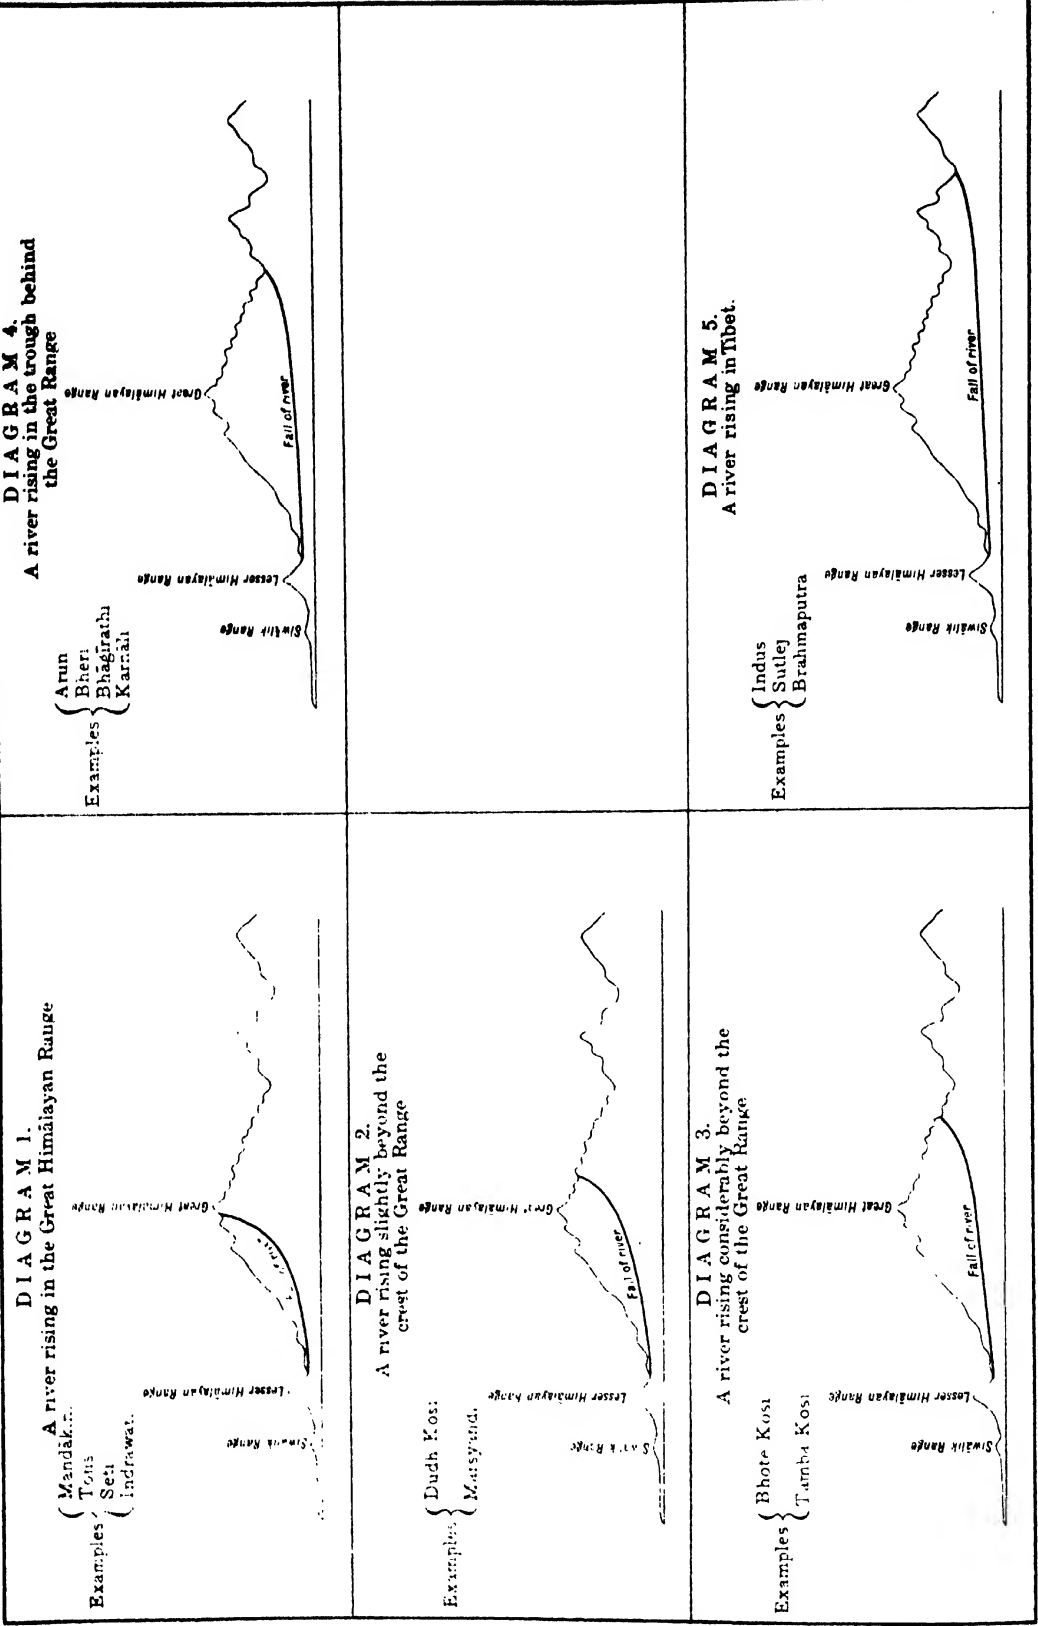 DIAGRAM 1.
A river rising in the Great Himālayan Range
Examples
Seti
Great Himālayan Range
Lesser Himālayan Range
Range
DIAGRAM 2.
A river rising slightly beyond the
crest of the Great Range
Examples
Dudh Kosi
Great Himālayan Range
Lesser Himālayan Range
Range
Fall of river
DIAGRAM 3.
A river rising considerably beyond the
crest of the Great Range
Examples
Bhote Kosi
Tamba Kosi
Great Himālayan Range
Lesser Himālayan Range
Siwālik Range
Fall of river
DIAGRAM 4.
A river rising in the trough behind
the Great Range
Examples
Arun
Bheri
Bhāgirathi
Karnāli
Great Himālayan Range
Lesser Himālayan Range
Siwālik Range
Fall of river
DIAGRAM 5.
A river rising in Tibet.
Examples
Indus
Sutlej
Brahmaputra
Great Himālayan Range
Lesser Himālayan Range
Siwālik Range
Fall of river